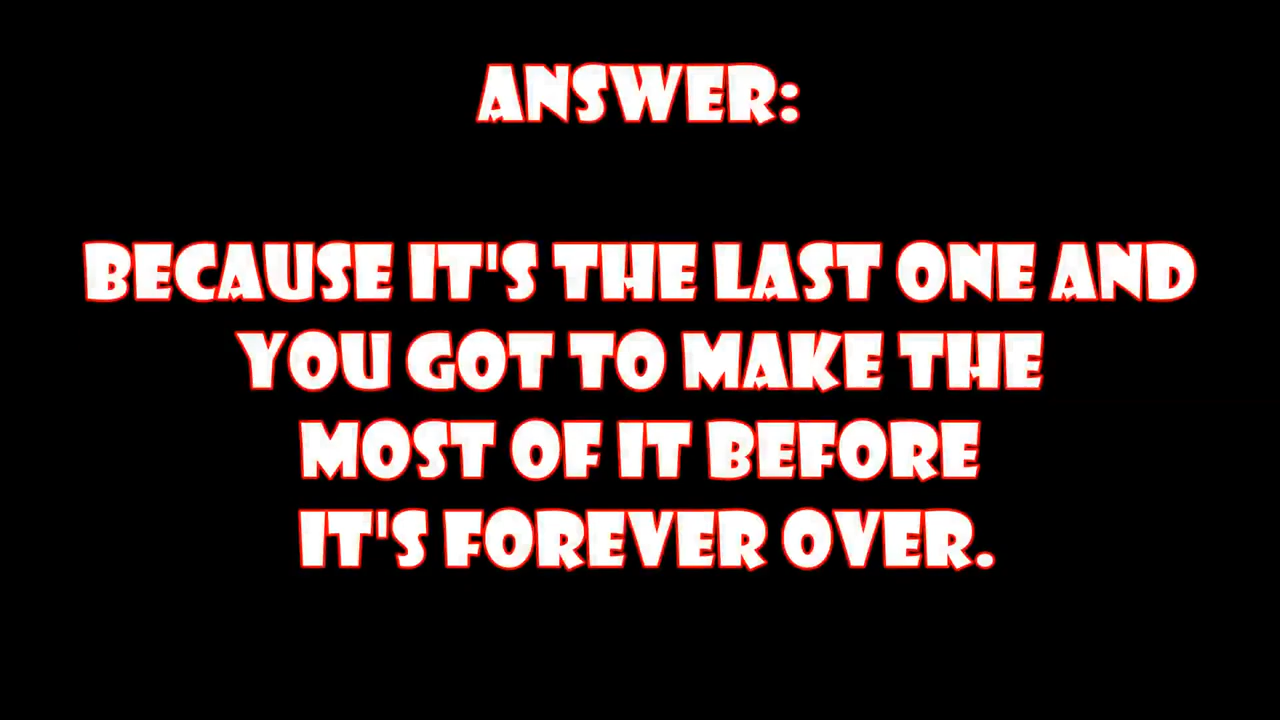 ANSWER:
BECAUSE IT'S THE LAST ONE AND
YOU GOT TO MAKE THE
MOST OF IT BEFORE
IT'S FOREVER OVER.